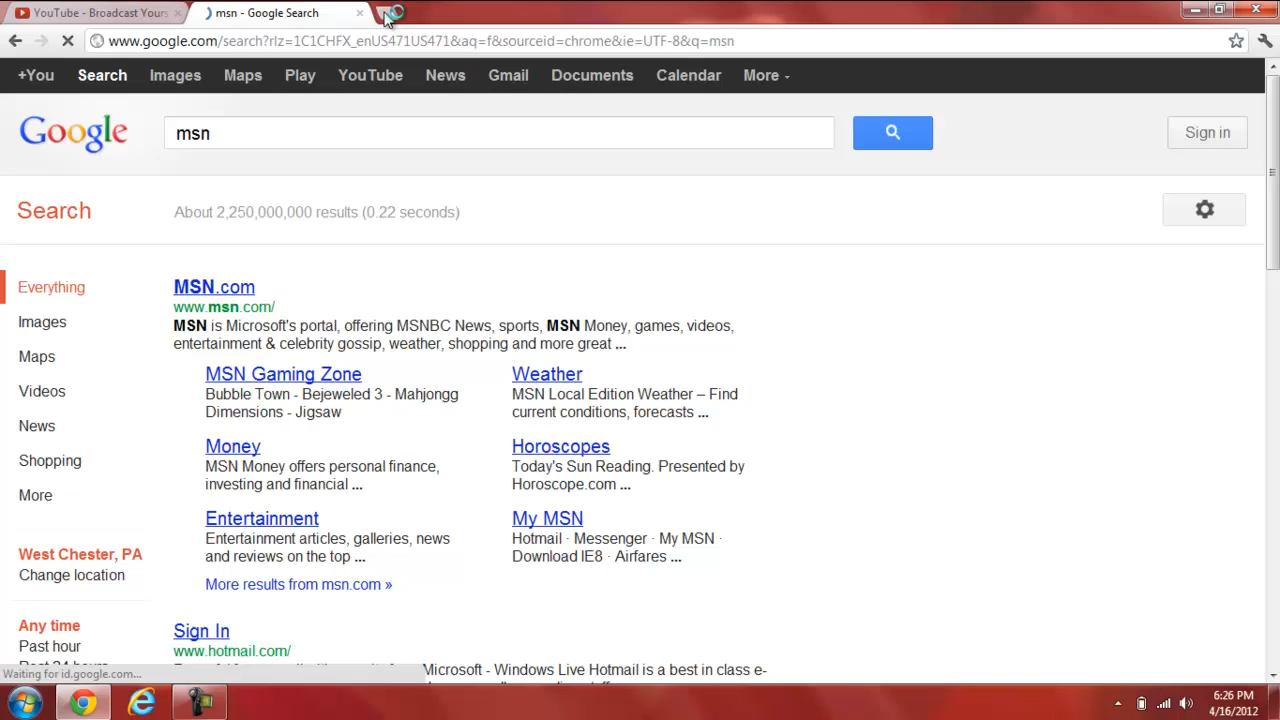 YouTube - Broadcast Yours
msn - Google Search
www.google.com/search?rlz=1C1CHFX_enUS471US471&aq=f&sourceid=chrome&ie=UTF-8&q=msn
+You Search Images Maps Play YouTube News Gmail Documents Calendar More
Google
msn
Sign in
Search
About 2,250,000,000 results (0.22 seconds)
Everything
Images
Maps
Videos
News
Shopping
More
West Chester, PA
Change location
Any time
Past hour
Past 24 hours
MSN.com
www.msn.com/
MSN is Microsoft's portal, offering MSNBC News, sports, MSN Money, games, videos,
entertainment & celebrity gossip, weather, shopping and more great ...
MSN Gaming Zone
Bubble Town - Bejeweled 3 - Mahjongg
Dimensions - Jigsaw
Weather
MSN Local Edition Weather – Find
current conditions, forecasts ...
Money
MSN Money offers personal finance,
investing and financial ...
Horoscopes
Today's Sun Reading. Presented by
Horoscope.com ...
Entertainment
Entertainment articles, galleries, news
and reviews on the top ...
My MSN
Hotmail · Messenger · My MSN ·
Download IE8 · Airfares ...
More results from msn.com »
Sign In
www.hotmail.com/
Microsoft - Windows Live Hotmail is a best in class e-
Waiting for id.google.com...
6:26 PM
4/16/2012